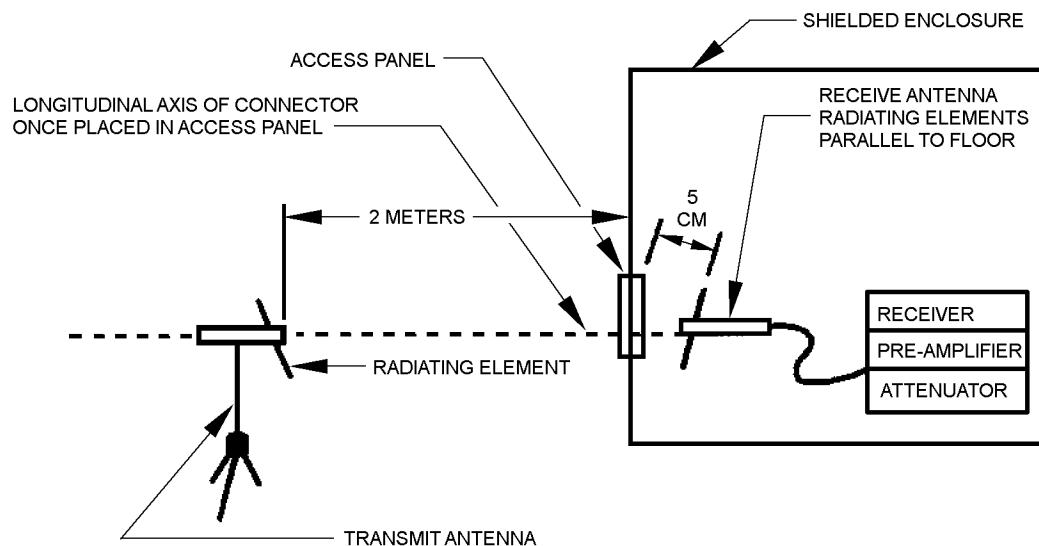 SHIELDED ENCLOSURE
ACCESS PANEL
LONGITUDINAL AXIS OF CONNECTOR
ONCE PLACED IN ACCESS PANEL
RECEIVE ANTENNA
RADIATING ELEMENTS
PARALLEL TO FLOOR
5
CM
2 METERS
RADIATING ELEMENT
RECEIVER
PRE-AMPLIFIER
ATTENUATOR
TRANSMIT ANTENNA